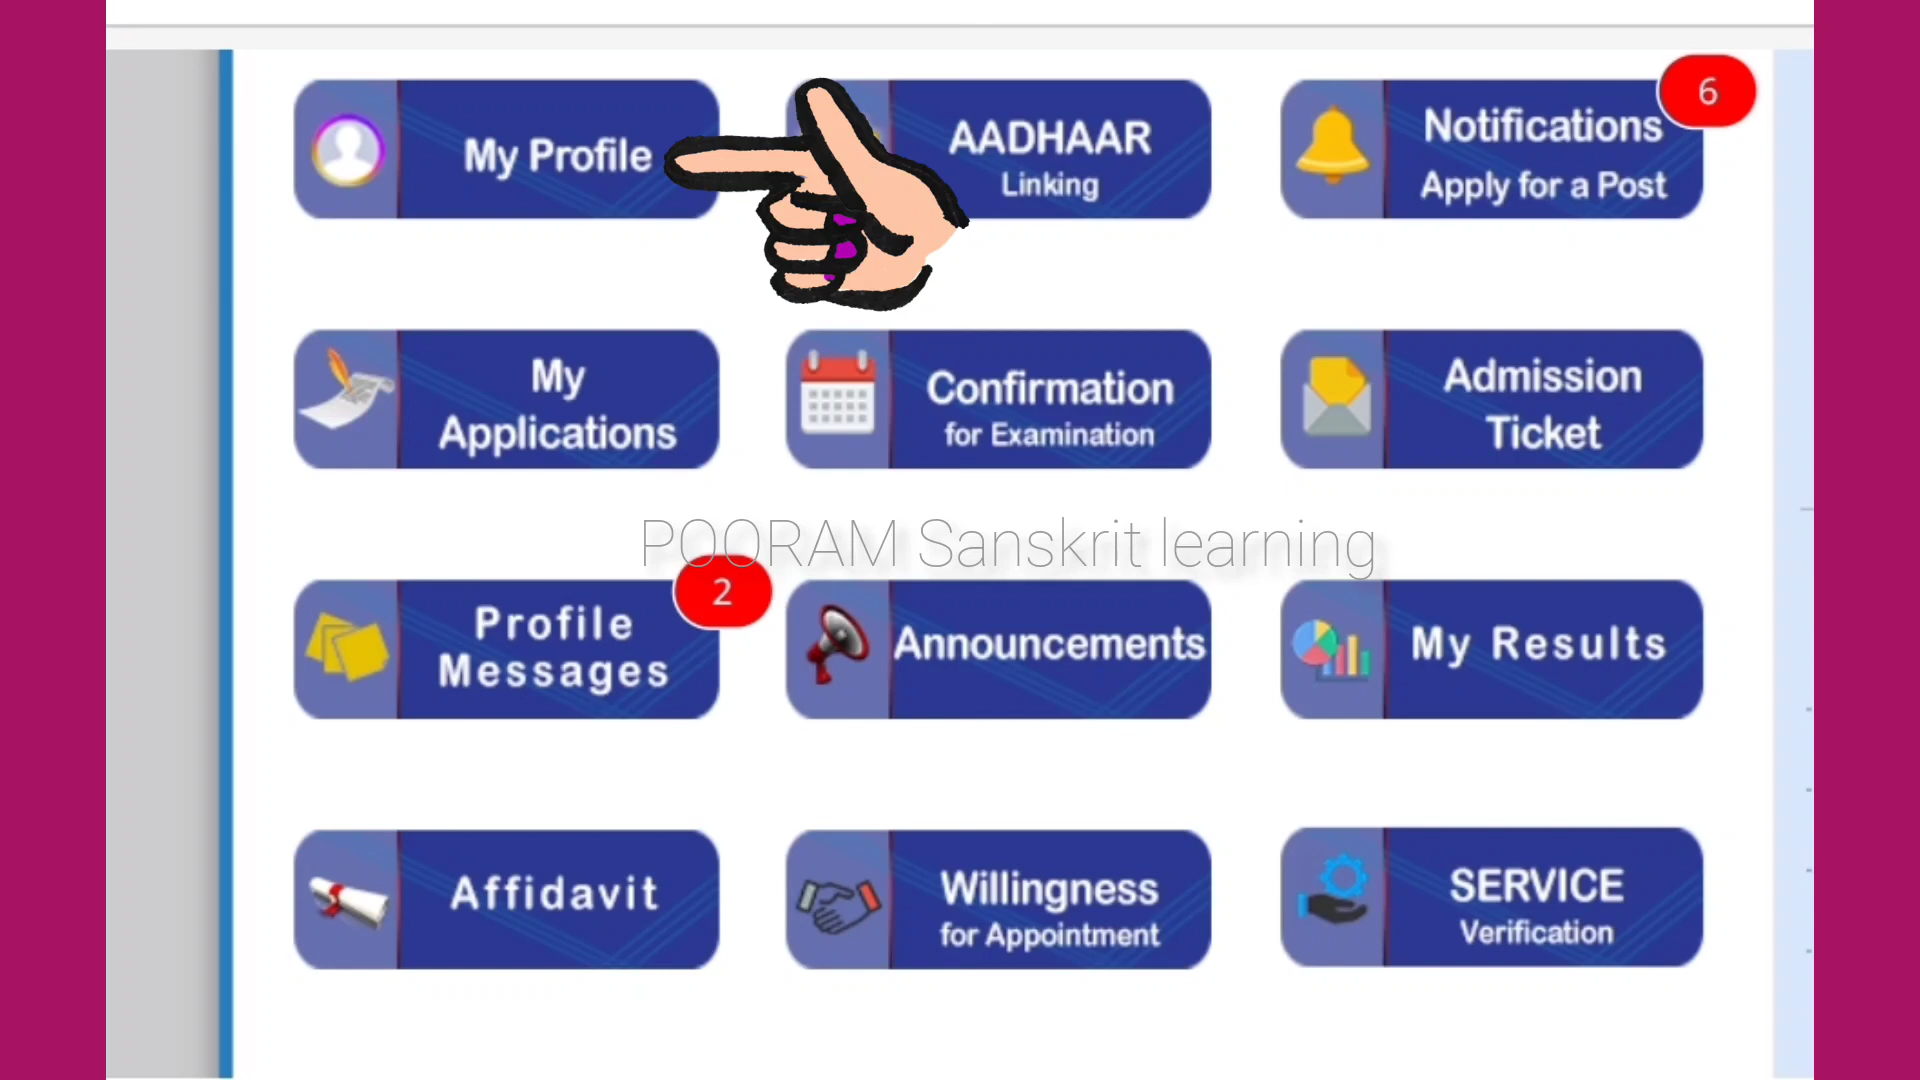 My Profile
AADHAAR
Linking
Notifications
Apply for a Post
6
My
Applications
Confirmation
for Examination
Admission
Ticket
POORAM Sanskrit learning
Profile
Messages
2
Announcements
My Results
Affidavit
Willingness
for Appointment
SERVICE
Verification